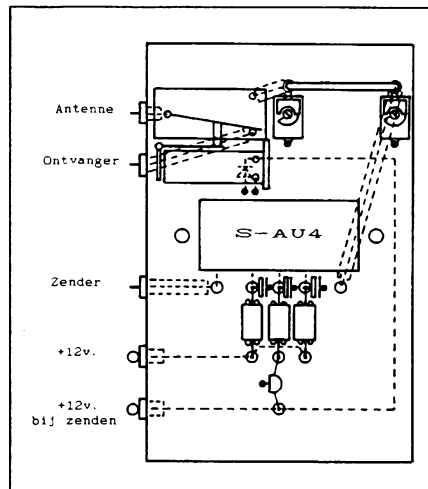 Antenne
Ontvanger
S-AU4
Zender
+12v.
+12v.
bij zenden